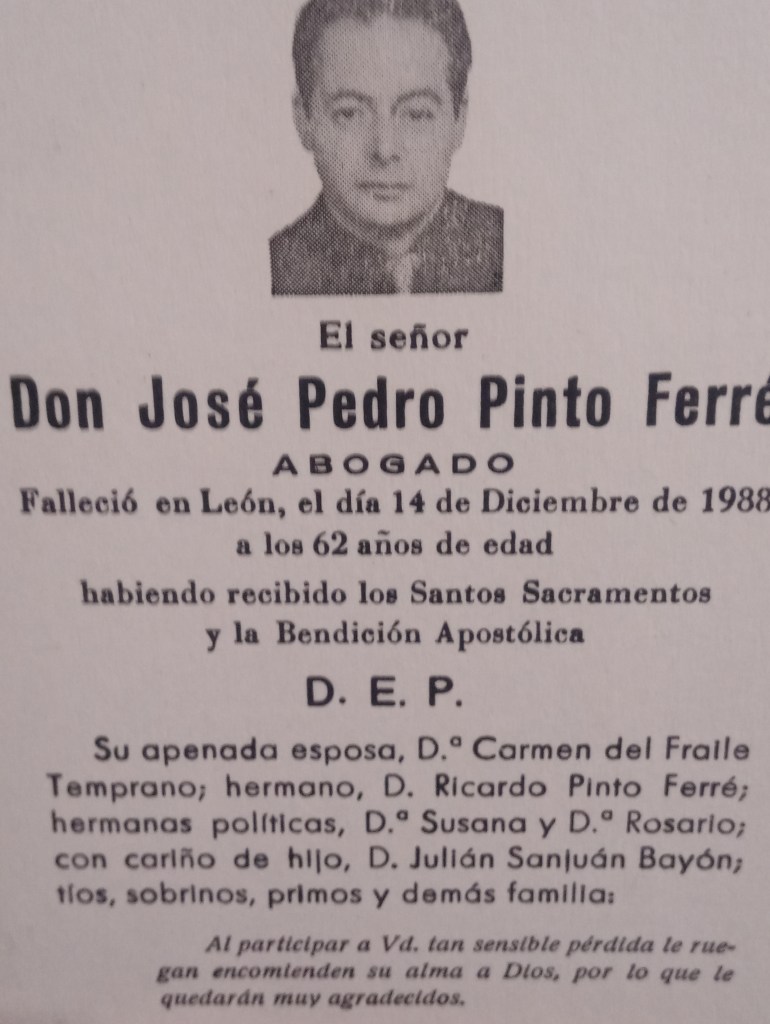 El señor
Don José Pedro Pinto Ferré
ABOGADO
Falleció en León, el día 14 de Diciembre de 1988
a los 62 años de edad
habiendo recibido los Santos Sacramentos
y la Bendición Apostólica
D. E. P.
Su apenada esposa, D.ª Carmen del Fraile
Temprano; hermano, D. Ricardo Pinto Ferré;
hermanas políticas, D.ª Susana y D.ª Rosario;
con cariño de hijo, D. Julián Sanjuán Bayón;
tíos, sobrinos, primos y demás familia:
Al participar a Vd. tan sensible pérdida le rue-
gan encomienden su alma a Dios, por lo que le
quedarán muy agradecidos.